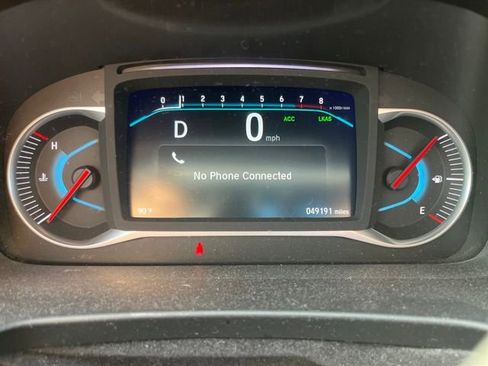 0 1 2 3 4 5 6 7 8 x1000r/min
ACC LKAS
D 0 mph
H
No Phone Connected
E
90°F 049191 miles